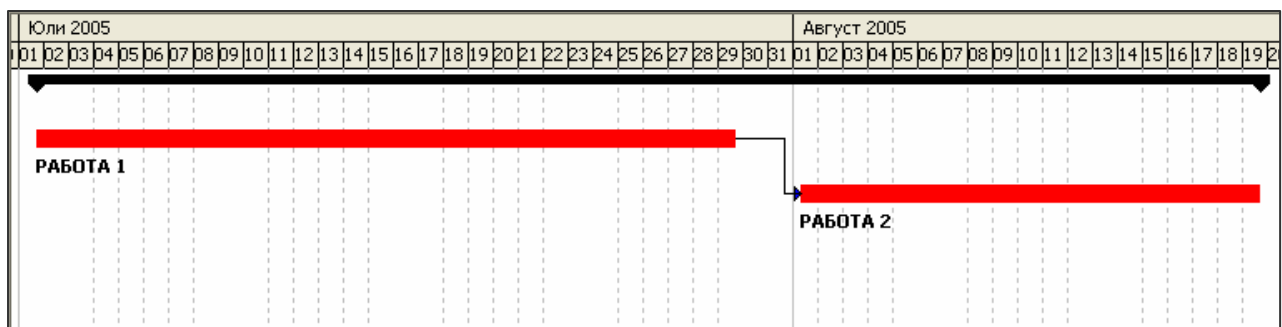 Юли 2005 Август 2005
01 02 03 04 05 06 07 08 09 10 11 12 13 14 15 16 17 18 19 20 21 22 23 24 25 26 27 28 29 30 31 01 02 03 04 05 06 07 08 09 10 11 12 13 14 15 16 17 18 19
РАБОТА 1
РАБОТА 2